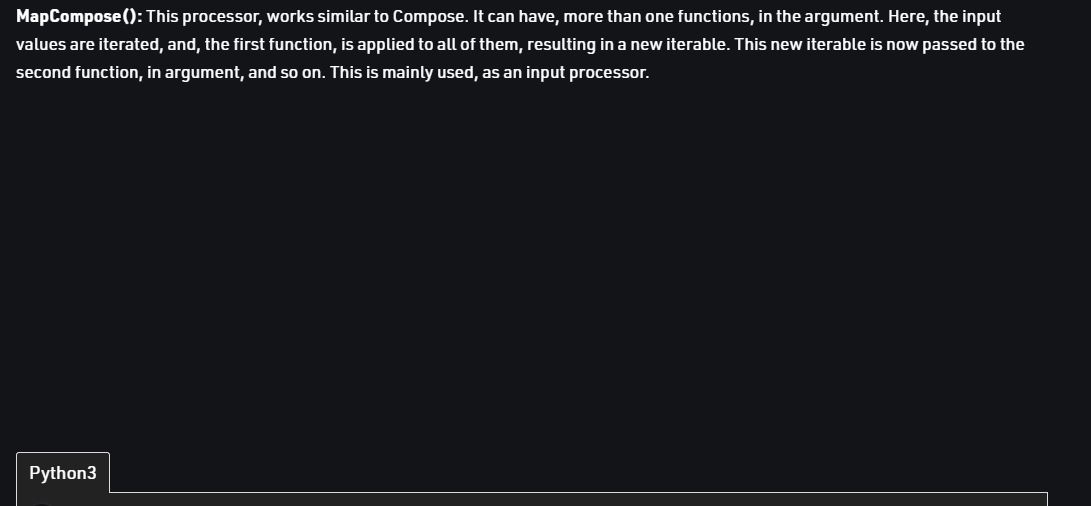 MapCompose(): This processor, works similar to Compose. It can have, more than one functions, in the argument. Here, the input
values are iterated, and, the first function, is applied to all of them, resulting in a new iterable. This new iterable is now passed to the
second function, in argument, and so on. This is mainly used, as an input processor.
Python3